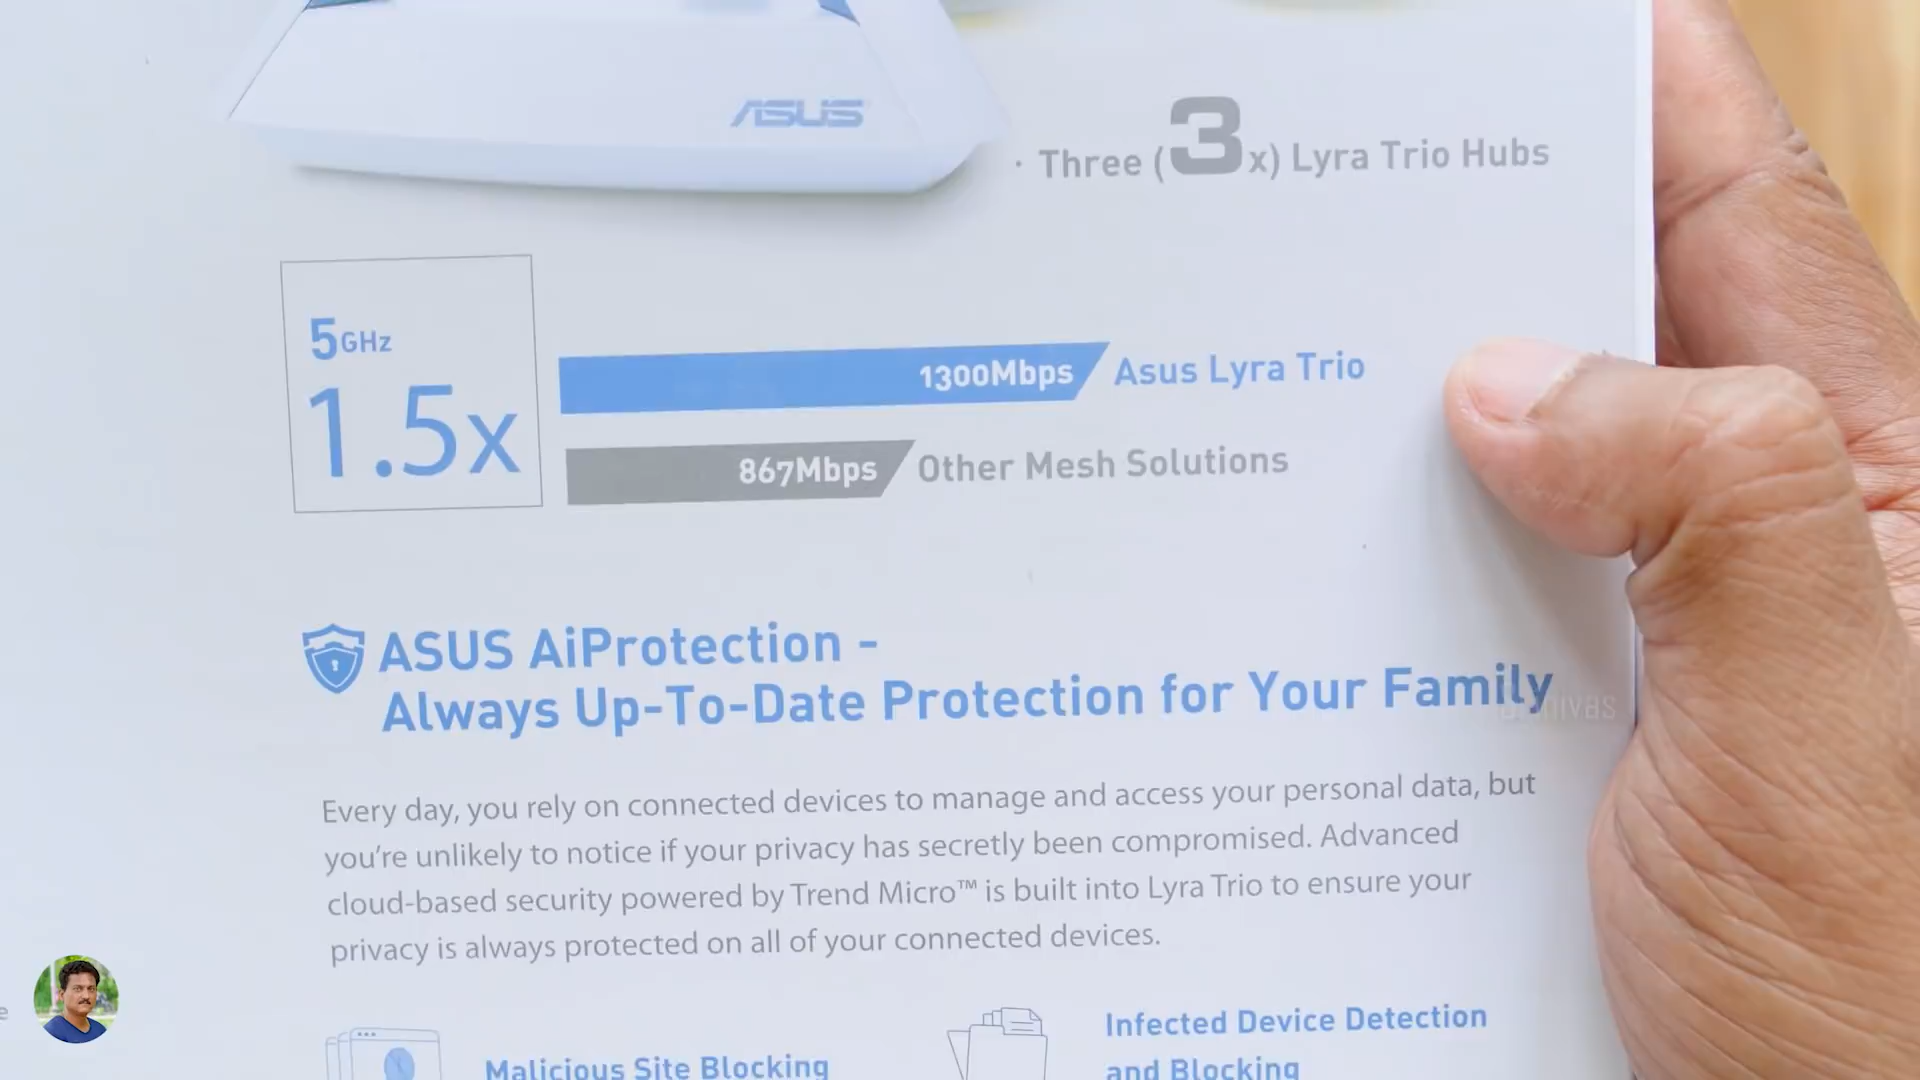 ASUS
· Three (3x) Lyra Trio Hubs
5GHz
1.5x
1300Mbps Asus Lyra Trio
867Mbps Other Mesh Solutions
ASUS AiProtection -
Always Up-To-Date Protection for Your Family
Every day, you rely on connected devices to manage and access your personal data, but
you're unlikely to notice if your privacy has secretly been compromised. Advanced
cloud-based security powered by Trend Micro™ is built into Lyra Trio to ensure your
privacy is always protected on all of your connected devices.
Malicious Site Blocking
Infected Device Detection
and Blocking